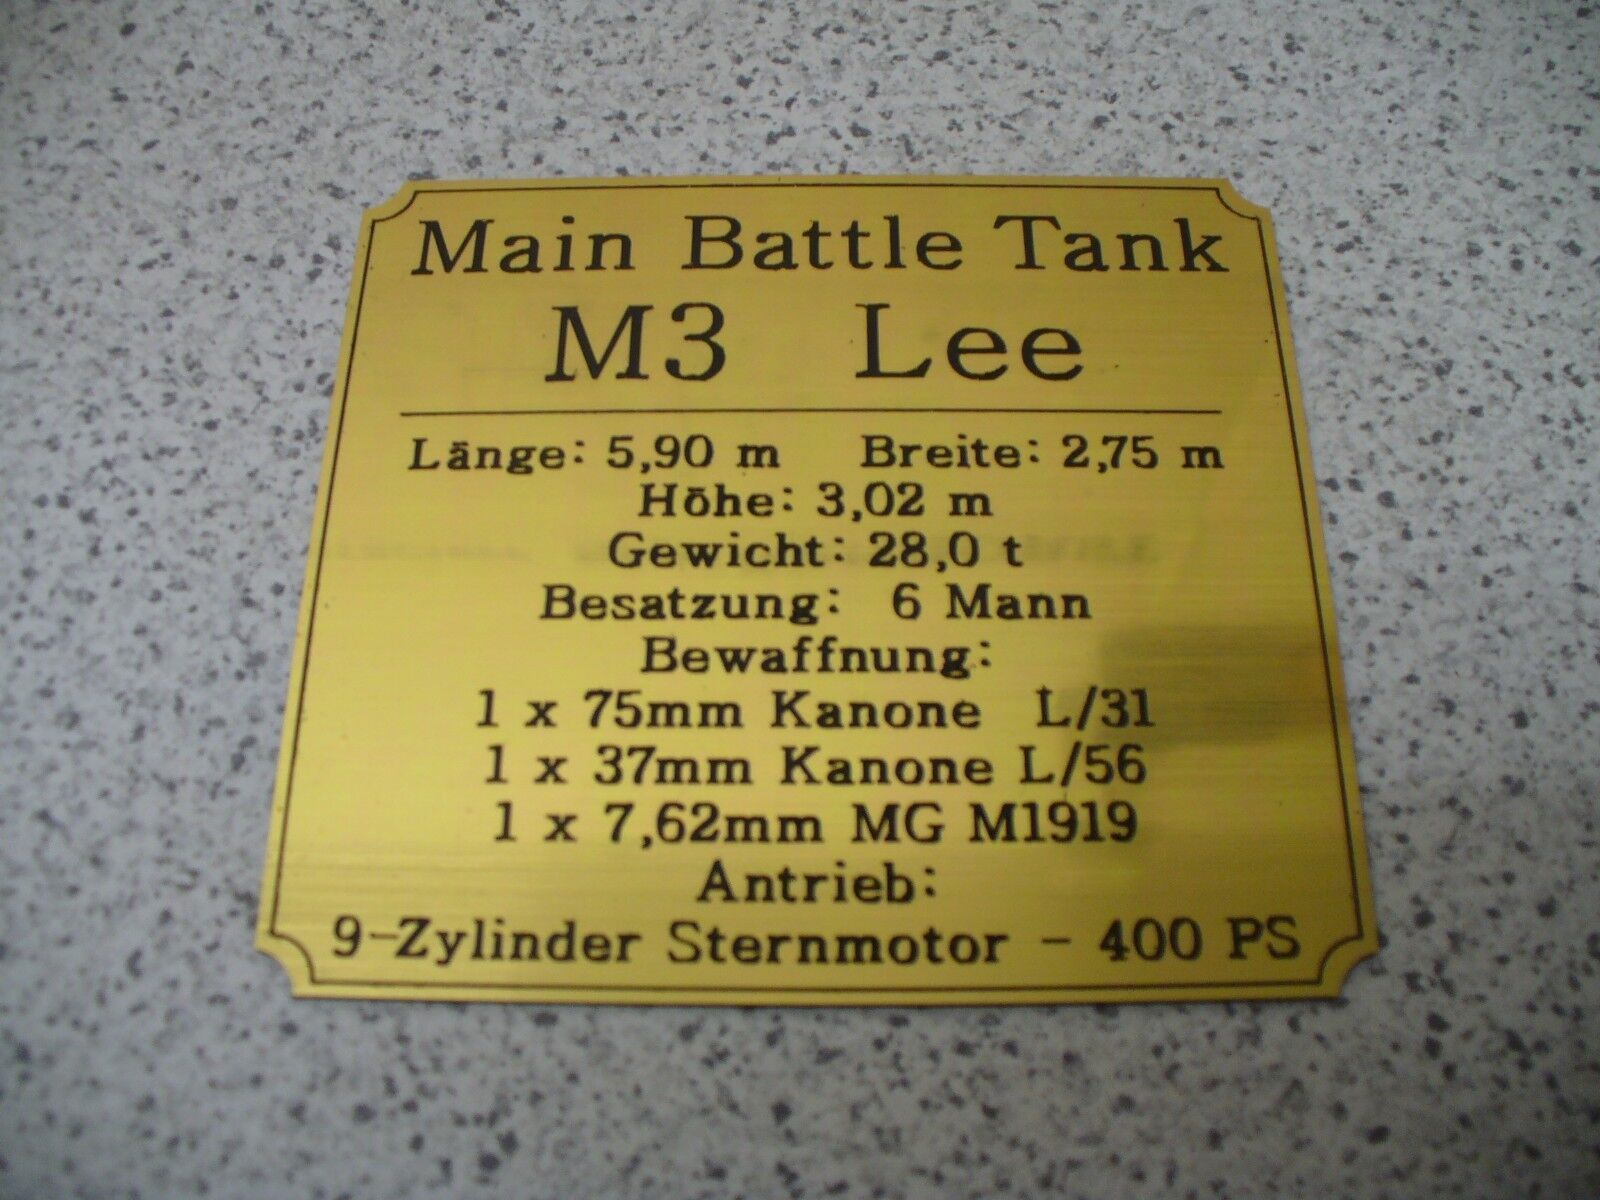 Main Battle Tank
M3 Lee
Länge: 5,90 m Breite: 2,75 m
Höhe: 3,02 m
Gewicht: 28,0 t
Besatzung: 6 Mann
Bewaffnung:
1 x 75mm Kanone L/31
1 x 37mm Kanone L/56
1 x 7,62mm MG M1919
Antrieb:
9-Zylinder Sternmotor - 400 PS